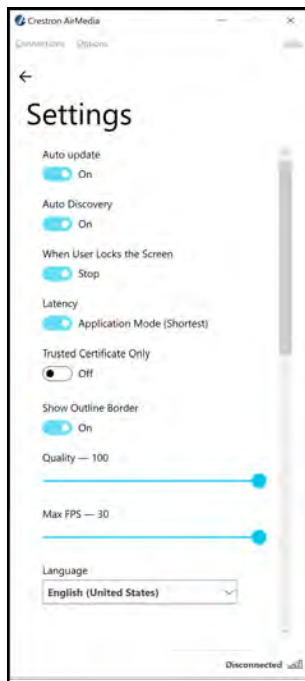 Crestron AirMedia
Connections Options
Settings
Auto update
On
Auto Discovery
On
When User Locks the Screen
Stop
Latency
Application Mode (Shortest)
Trusted Certificate Only
Off
Show Outline Border
On
Quality — 100
Max FPS — 30
Language
English (United States)
Disconnected